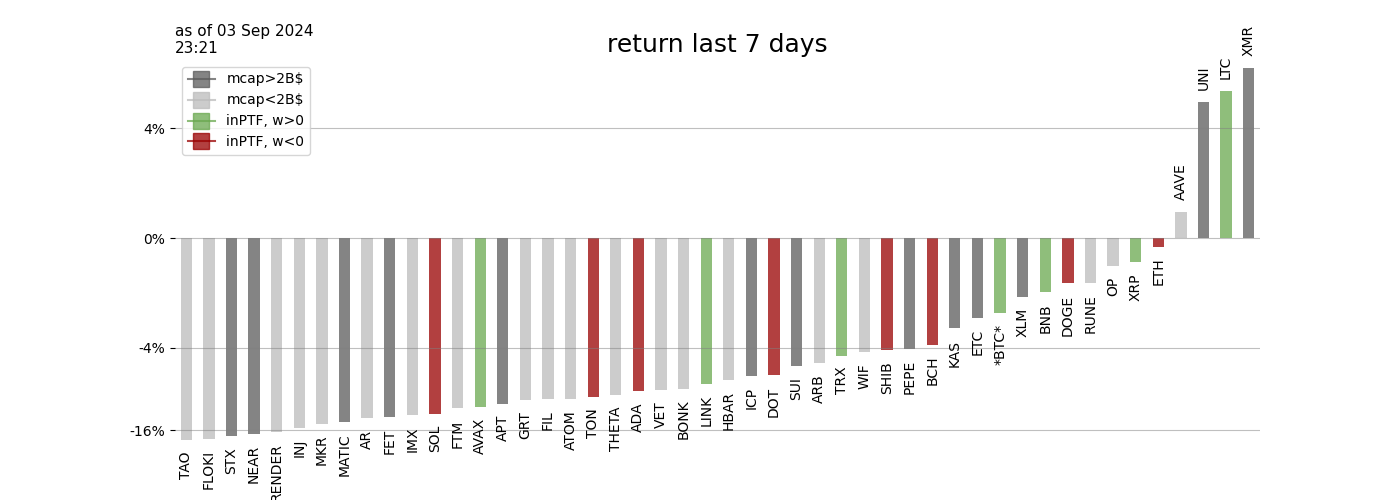 as of 03 Sep 2024
23:21
return last 7 days
mcap>2B$
mcap<2B$
inPTF, w>0
inPTF, w<0
4%
0%
-4%
-16%
TAO
FLOKI
STX
NEAR
RENDER
INJ
MKR
MATIC
AR
FET
IMX
SOL
FTM
AVAX
APT
GRT
FIL
ATOM
TON
THETA
ADA
VET
BONK
LINK
HBAR
ICP
DOT
SUI
ARB
TRX
WIF
SHIB
PEPE
BCH
KAS
ETC
*BTC*
XLM
BNB
DOGE
RUNE
OP
XRP
ETH
AAVE
UNI
LTC
XMR